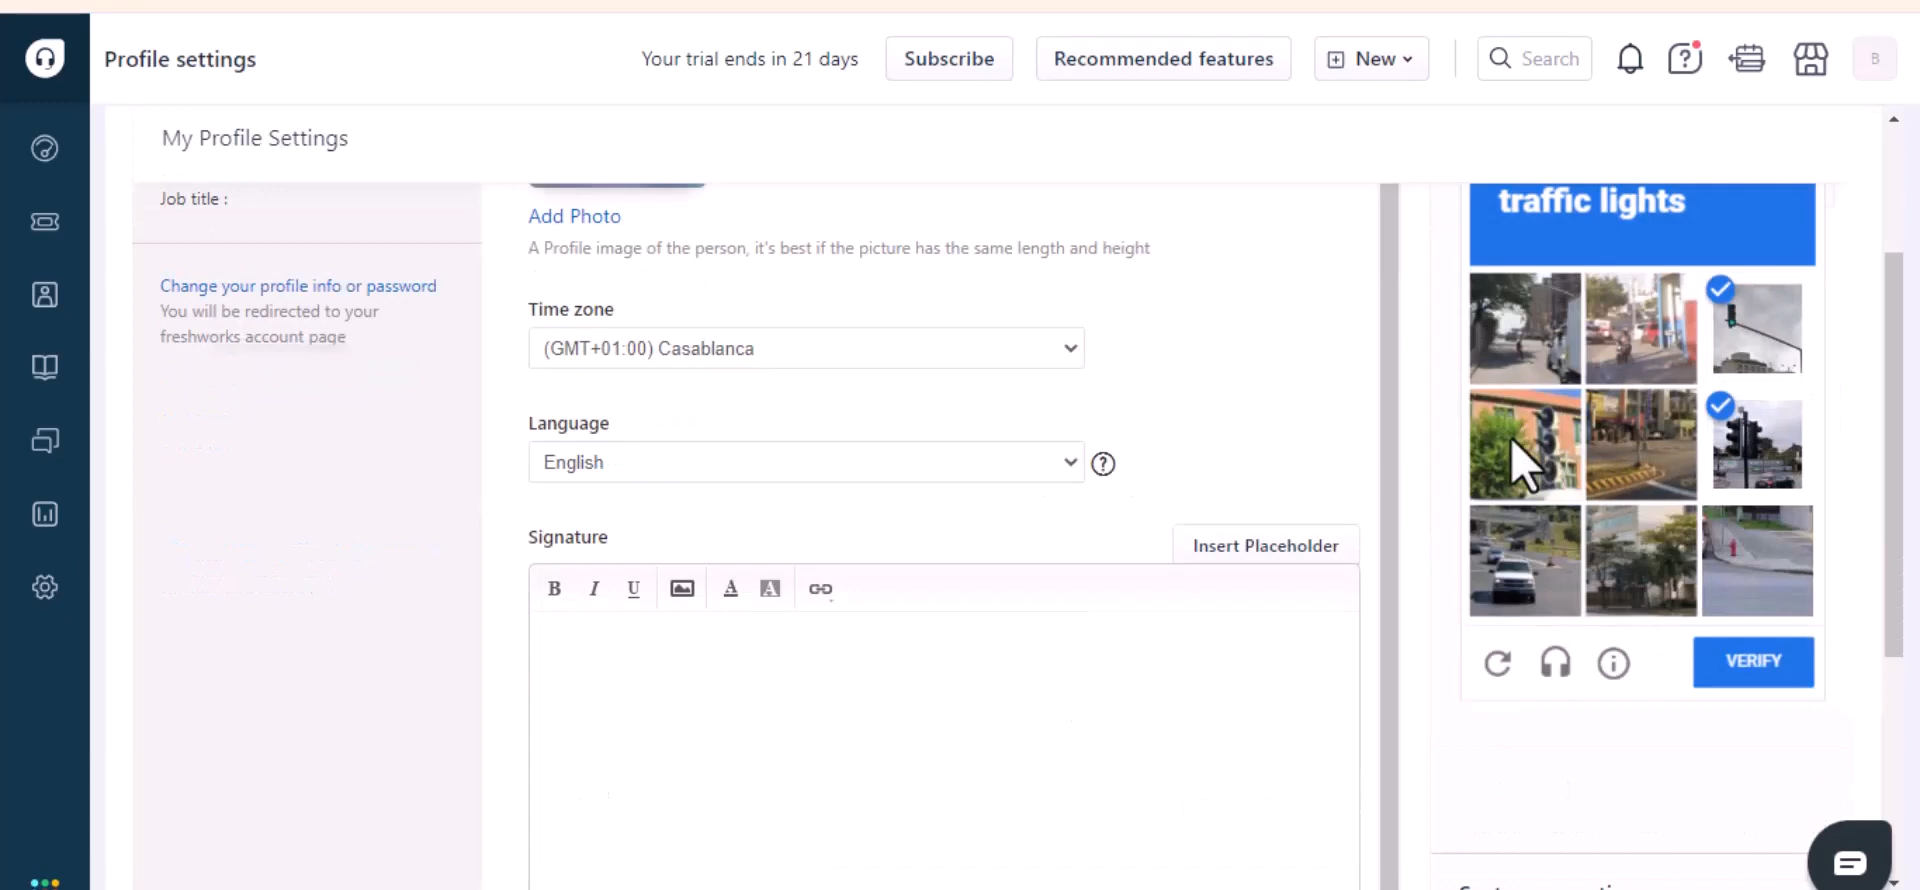 Profile settings
Your trial ends in 21 days
Subscribe
Recommended features
New
Search
B
My Profile Settings
Job title :
Change your profile info or password
You will be redirected to your
freshworks account page
Add Photo
A Profile image of the person, it's best if the picture has the same length and height
Time zone
(GMT+01:00) Casablanca
Language
English
Signature
Insert Placeholder
B I U A A
traffic lights
VERIFY